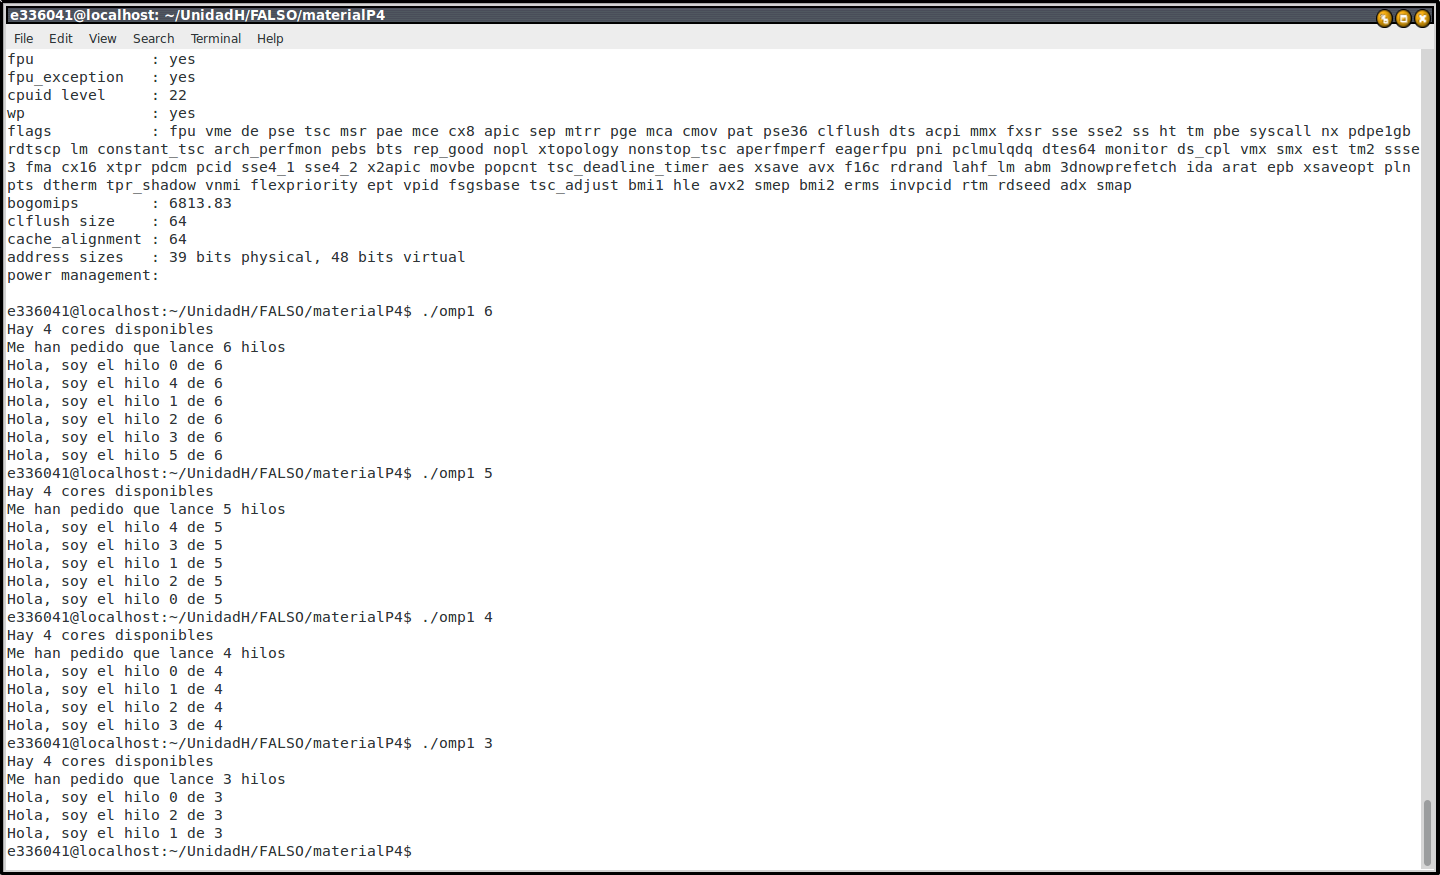 e336041@localhost: ~/UnidadH/FALSO/materialP4
File Edit View Search Terminal Help
fpu             : yes
fpu_exception   : yes
cpuid level     : 22
wp              : yes
flags           : fpu vme de pse tsc msr pae mce cx8 apic sep mtrr pge mca cmov pat pse36 clflush dts acpi mmx fxsr sse sse2 ss ht tm pbe syscall nx pdpe1gb
rdtscp lm constant_tsc arch_perfmon pebs bts rep_good nopl xtopology nonstop_tsc aperfmperf eagerfpu pni pclmulqdq dtes64 monitor ds_cpl vmx smx est tm2 ssse
3 fma cx16 xtpr pdcm pcid sse4_1 sse4_2 x2apic movbe popcnt tsc_deadline_timer aes xsave avx f16c rdrand lahf_lm abm 3dnowprefetch ida arat epb xsaveopt pln
pts dtherm tpr_shadow vnmi flexpriority ept vpid fsgsbase tsc_adjust bmi1 hle avx2 smep bmi2 erms invpcid rtm rdseed adx smap
bogomips        : 6813.83
clflush size    : 64
cache_alignment : 64
address sizes   : 39 bits physical, 48 bits virtual
power management:
e336041@localhost:~/UnidadH/FALSO/materialP4$ ./omp1 6
Hay 4 cores disponibles
Me han pedido que lance 6 hilos
Hola, soy el hilo 0 de 6
Hola, soy el hilo 4 de 6
Hola, soy el hilo 1 de 6
Hola, soy el hilo 2 de 6
Hola, soy el hilo 3 de 6
Hola, soy el hilo 5 de 6
e336041@localhost:~/UnidadH/FALSO/materialP4$ ./omp1 5
Hay 4 cores disponibles
Me han pedido que lance 5 hilos
Hola, soy el hilo 4 de 5
Hola, soy el hilo 3 de 5
Hola, soy el hilo 1 de 5
Hola, soy el hilo 2 de 5
Hola, soy el hilo 0 de 5
e336041@localhost:~/UnidadH/FALSO/materialP4$ ./omp1 4
Hay 4 cores disponibles
Me han pedido que lance 4 hilos
Hola, soy el hilo 0 de 4
Hola, soy el hilo 1 de 4
Hola, soy el hilo 2 de 4
Hola, soy el hilo 3 de 4
e336041@localhost:~/UnidadH/FALSO/materialP4$ ./omp1 3
Hay 4 cores disponibles
Me han pedido que lance 3 hilos
Hola, soy el hilo 0 de 3
Hola, soy el hilo 2 de 3
Hola, soy el hilo 1 de 3
e336041@localhost:~/UnidadH/FALSO/materialP4$